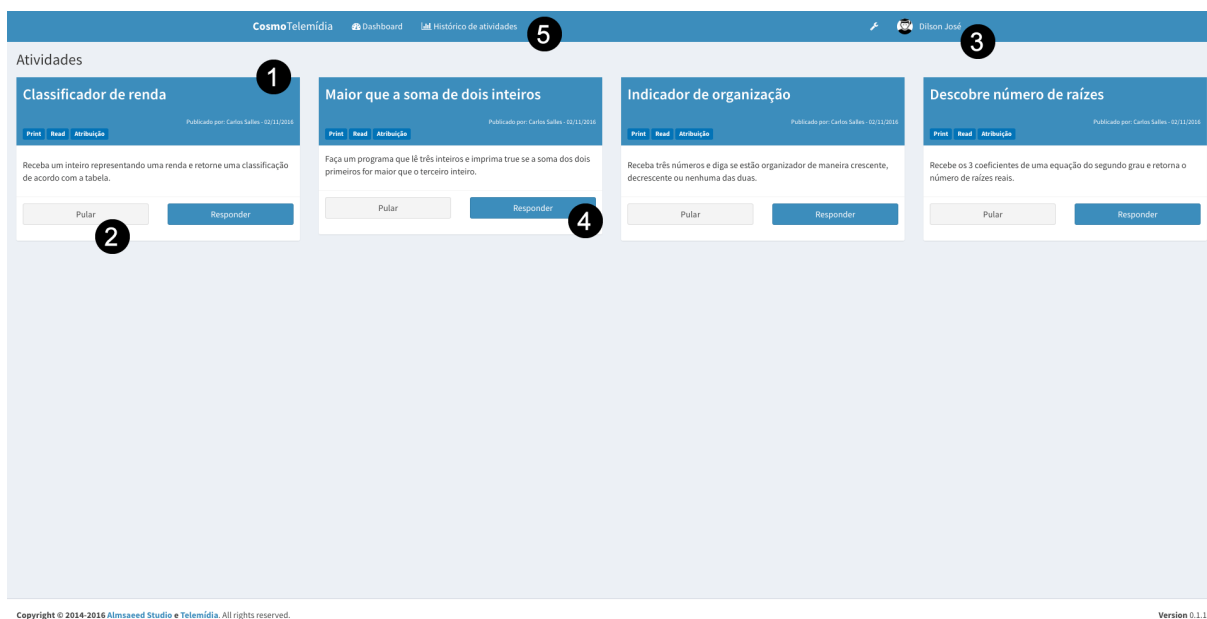 CosmoTelemídia Dashboard Histórico de atividades Dilson José
5
3
Atividades
1
Classificador de renda
Publicado por: Carlos Salles - 02/11/2016
Print Read Atribuição
Receba um inteiro representando uma renda e retorne uma classificação
de acordo com a tabela.
Pular Responder
2
Maior que a soma de dois inteiros
Publicado por: Carlos Salles - 02/11/2016
Print Read Atribuição
Faça um programa que lê três inteiros e imprima true se a soma dos dois
primeiros for maior que o terceiro inteiro.
Pular Responder
4
Indicador de organização
Publicado por: Carlos Salles - 02/11/2016
Print Read Atribuição
Receba três números e diga se estão organizador de maneira crescente,
decrescente ou nenhuma das duas.
Pular Responder
Descobre número de raízes
Publicado por: Carlos Salles - 02/11/2016
Print Read Atribuição
Recebe os 3 coeficientes de uma equação do segundo grau e retorna o
número de raízes reais.
Pular Responder
Copyright © 2014-2016 Almsaeed Studio e Telemídia. All rights reserved. Version 0.1.1